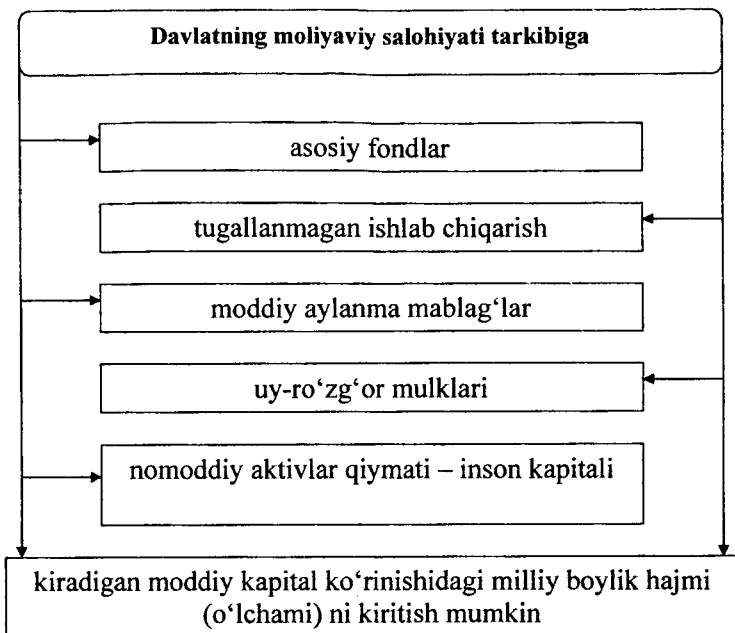 Davlatning moliyaviy salohiyati tarkibiga
asosiy fondlar
tugallanmagan ishlab chiqarish
moddiy aylanma mablag‘lar
uy-ro‘zg‘or mulklari
nomoddiy aktivlar qiymati – inson kapitali
kiradigan moddiy kapital ko‘rinishidagi milliy boylik hajmi
(o‘lchami) ni kiritish mumkin